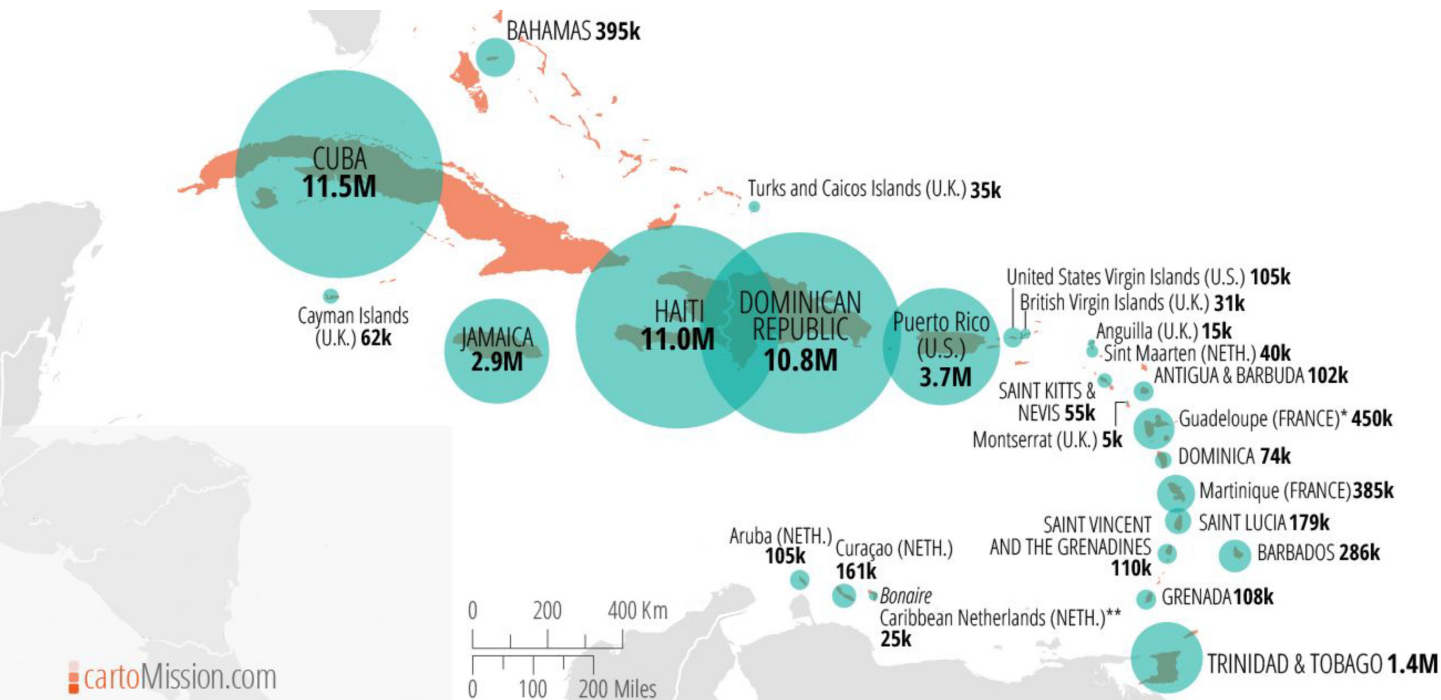 BAHAMAS 395k
CUBA
11.5M
Turks and Caicos Islands (U.K.) 35k
Cayman Islands
(U.K.) 62k
JAMAICA
2.9M
HAITI
11.0M
DOMINICAN
REPUBLIC
10.8M
Puerto Rico
(U.S.)
3.7M
United States Virgin Islands (U.S.) 105k
British Virgin Islands (U.K.) 31k
Anguilla (U.K.) 15k
Sint Maarten (NETH.) 40k
ANTIGUA & BARBUDA 102k
SAINT KITTS &
NEVIS 55k
Montserrat (U.K.) 5k
Guadeloupe (FRANCE)* 450k
DOMINICA 74k
Martinique (FRANCE) 385k
SAINT LUCIA 179k
SAINT VINCENT
AND THE GRENADINES
110k
BARBADOS 286k
GRENADA 108k
Aruba (NETH.)
105k
Curaçao (NETH.)
161k
Bonaire
Caribbean Netherlands (NETH.)**
25k
TRINIDAD & TOBAGO 1.4M
0 200 400 Km
0 100 200 Miles
cartoMission.com